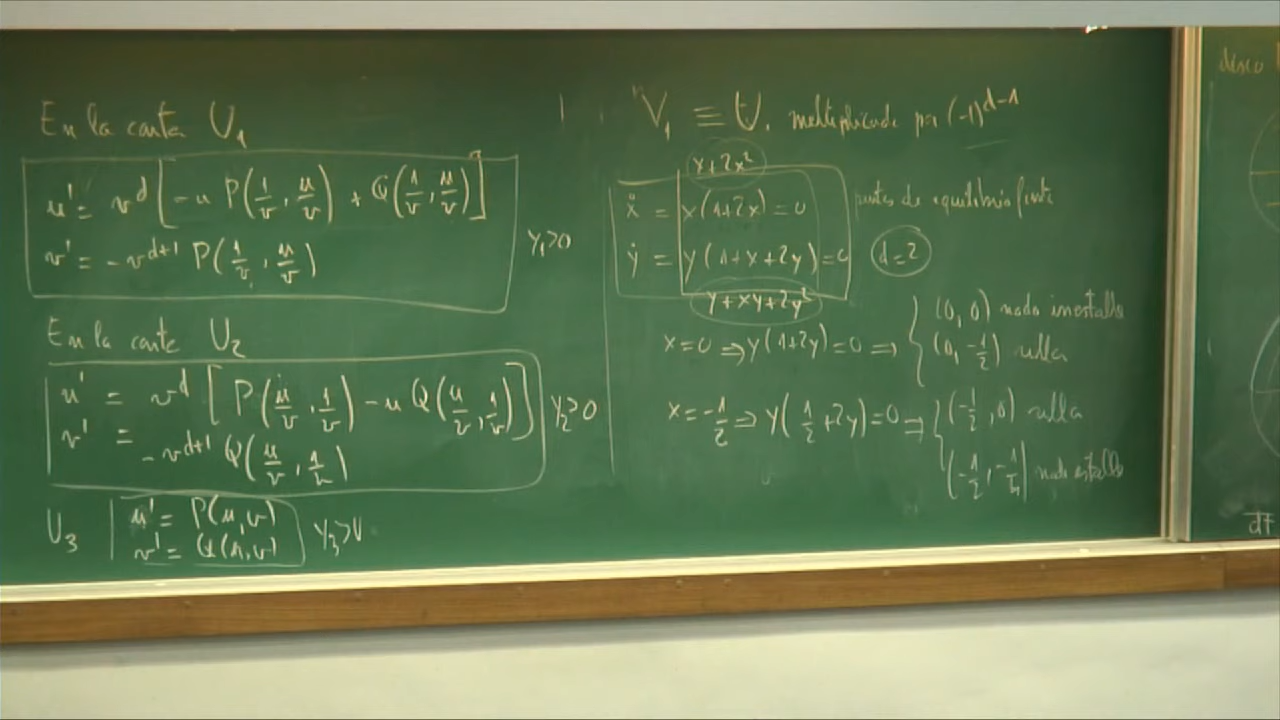 En la carta U₁
u' = v^d [-u P(1/v, u/v) + Q(1/v, u/v)]
v' = -v^{d+1} P(1/v, u/v)
y₁>0
En la carta U₂
u' = v^d [P(u/v, 1/v) - u Q(u/v, 1/v)]
v' = -v^{d+1} Q(u/v, 1/v)
y₂>0
U₃
u' = P(u,v)
v' = Q(u,v)
y₃>0
V₁ ≡ U₁ multiplicado por (-1)^{d-1}
x+2x²
ẋ = x(1+2x)=0
puntos de equilibrio finito
ẏ = y(1+x+2y)=0
d=2
y+xy+2y²
x=0 ⇒ y(1+2y)=0 ⇒ { (0,0) nodo inestable
(0,-1/2) silla
x=-1/2 ⇒ y(1/2+2y)=0 ⇒ { (-1/2,0) silla
(-1/2,-1/4) nodo estable
disco